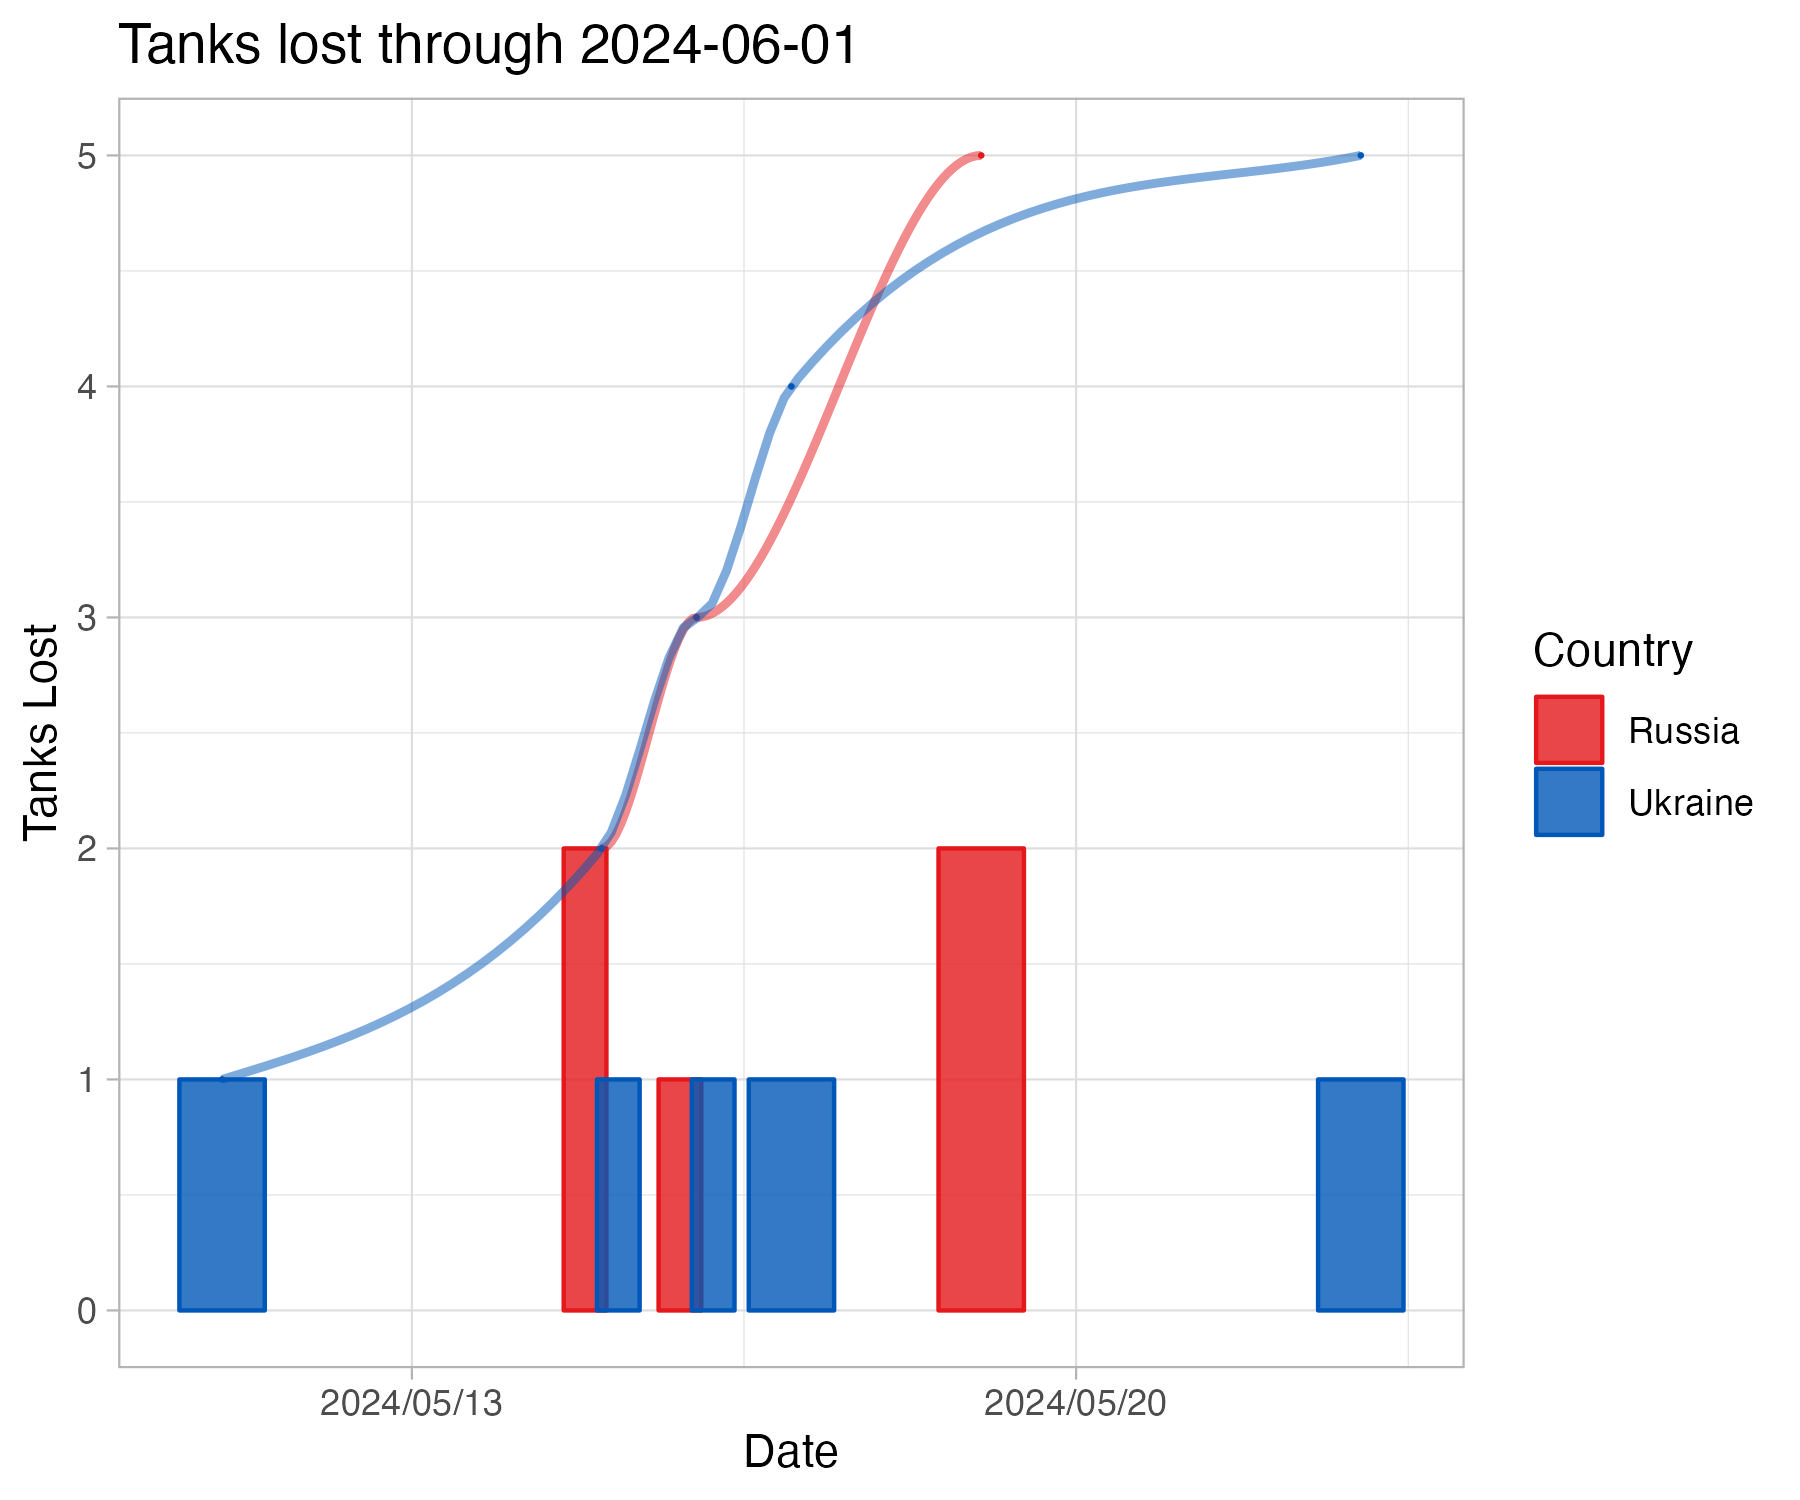 Tanks lost through 2024-06-01
5
4
3
2
1
0
Tanks Lost
2024/05/13
2024/05/20
Date
Country
Russia
Ukraine